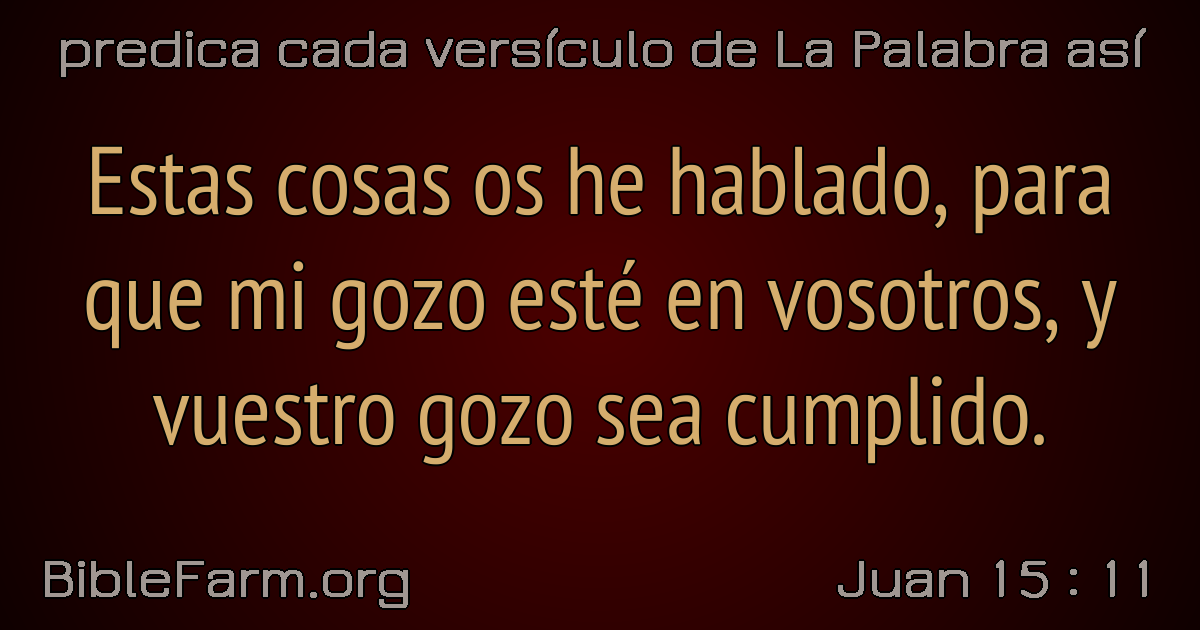 predica cada versículo de La Palabra así
Estas cosas os he hablado, para
que mi gozo esté en vosotros, y
vuestro gozo sea cumplido.
BibleFarm.org
Juan 15 : 11